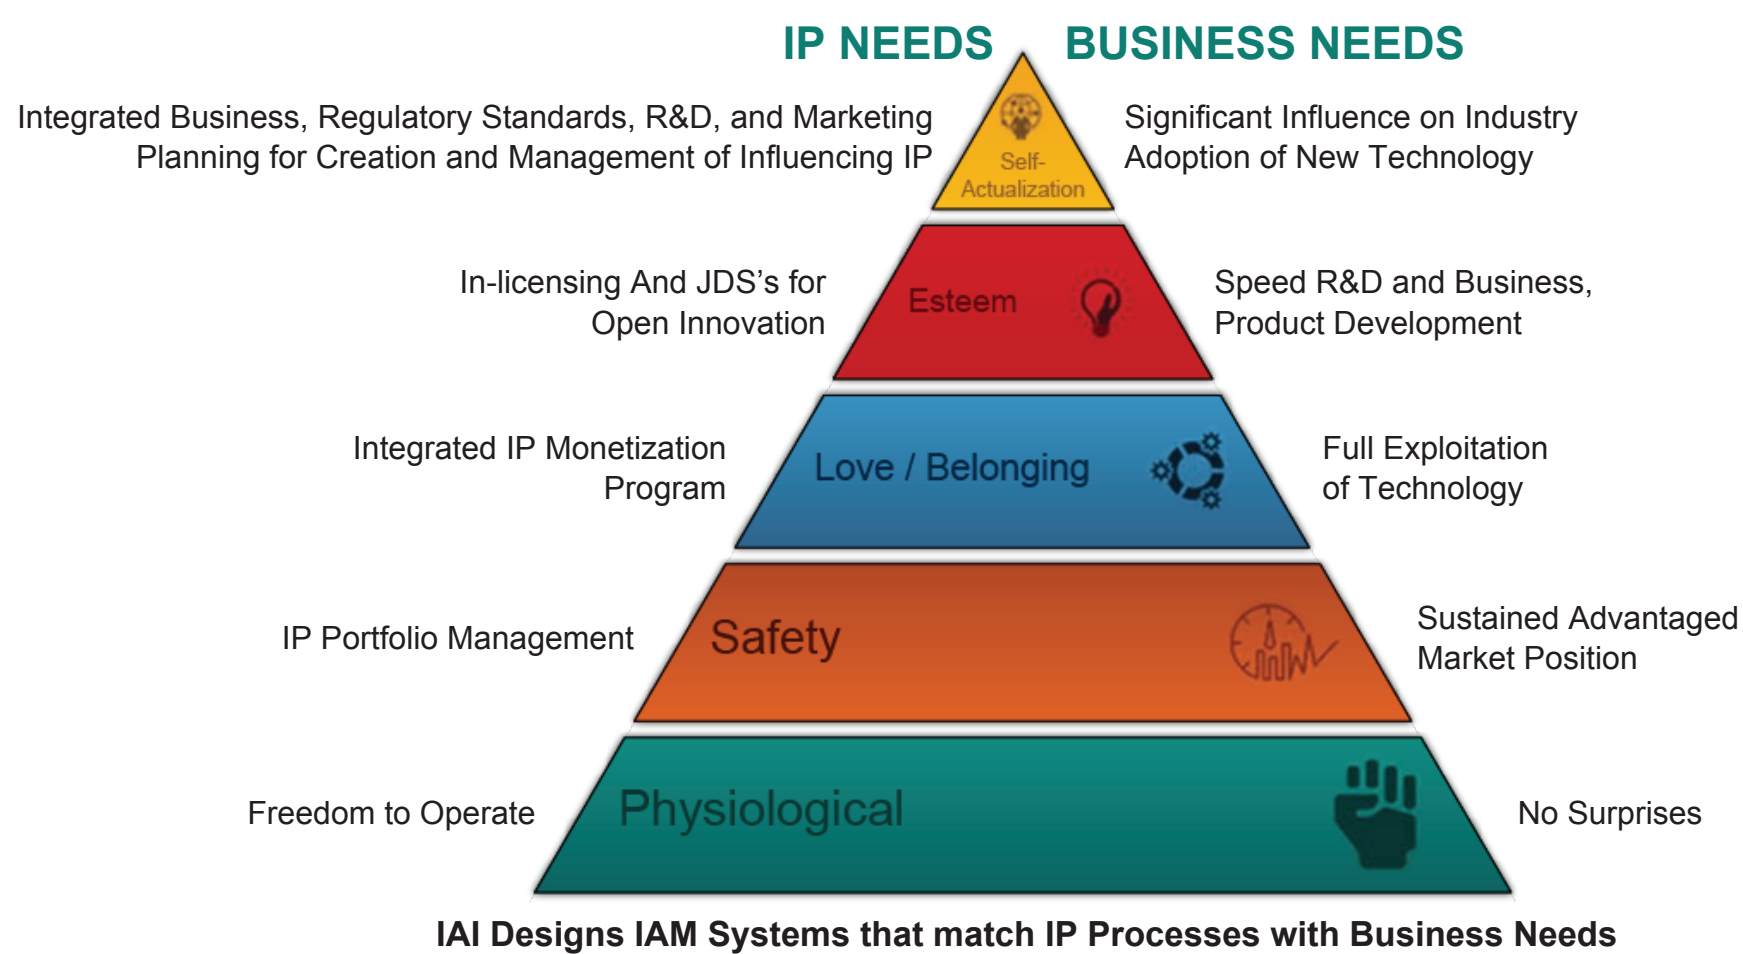 IP NEEDS BUSINESS NEEDS
Integrated Business, Regulatory Standards, R&D, and Marketing
Planning for Creation and Management of Influencing IP
Self-
Actualization
Significant Influence on Industry
Adoption of New Technology
In-licensing And JDS’s for
Open Innovation
Esteem
Speed R&D and Business,
Product Development
Integrated IP Monetization
Program
Love / Belonging
Full Exploitation
of Technology
IP Portfolio Management
Safety
Sustained Advantaged
Market Position
Freedom to Operate
Physiological
No Surprises
IAI Designs IAM Systems that match IP Processes with Business Needs